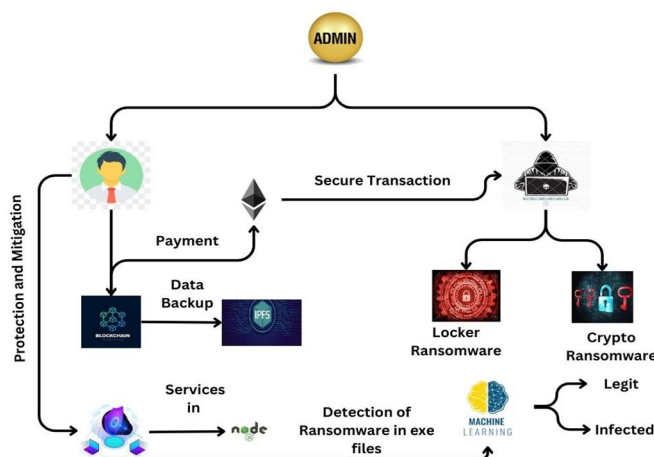 ADMIN
Secure Transaction
Protection and Mitigation
Payment
Data
Backup
BLOCKCHAIN
IPFS
Locker
Ransomware
Crypto
Ransomware
Services
in
node
Detection of
Ransomware in exe
files
MACHINE
LEARNING
Legit
Infected